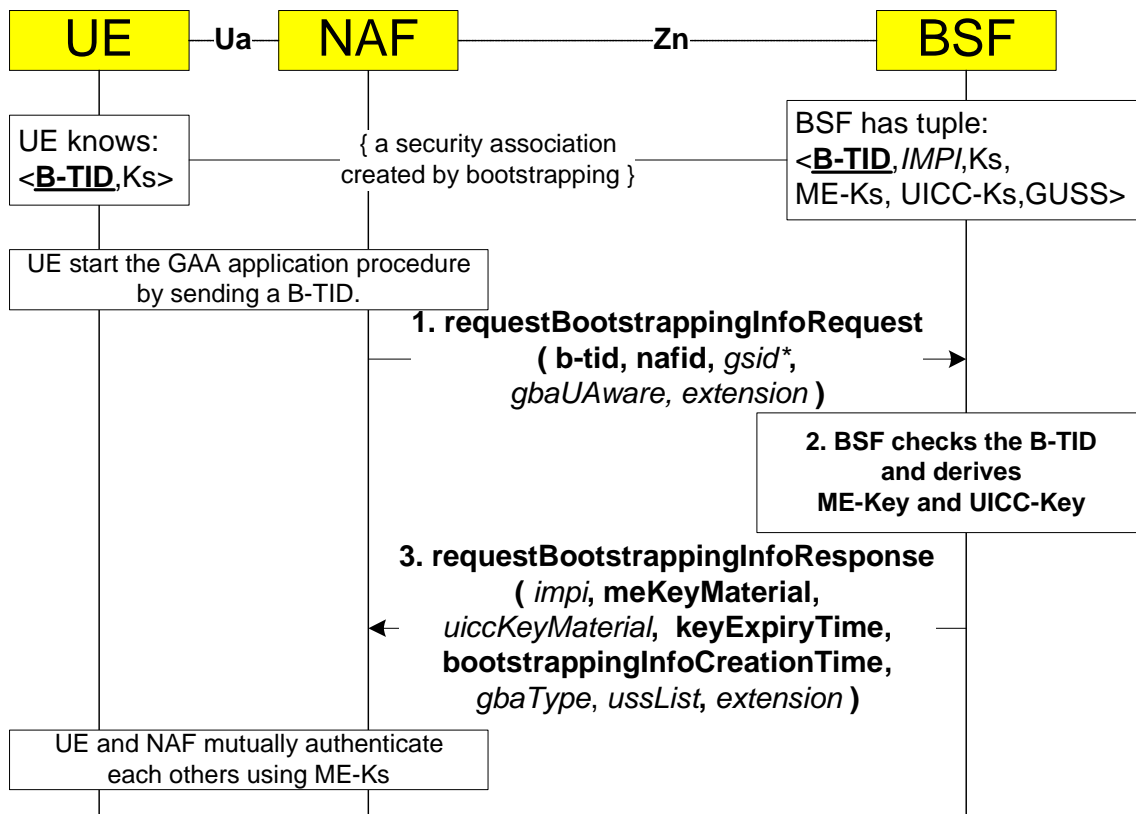 UE Ua NAF Zn BSF
UE knows:
<B-TID,Ks>
{ a security association
created by bootstrapping }
BSF has tuple:
<B-TID,IMPI,Ks,
ME-Ks, UICC-Ks,GUSS>
UE start the GAA application procedure
by sending a B-TID.
1. requestBootstrappingInfoRequest
( b-tid, nafid, gsid*,
gbaUAware, extension )
2. BSF checks the B-TID
and derives
ME-Key and UICC-Key
3. requestBootstrappingInfoResponse
( impi, meKeyMaterial,
uiccKeyMaterial, keyExpiryTime,
bootstrappingInfoCreationTime,
gbaType, ussList, extension )
UE and NAF mutually authenticate
each others using ME-Ks